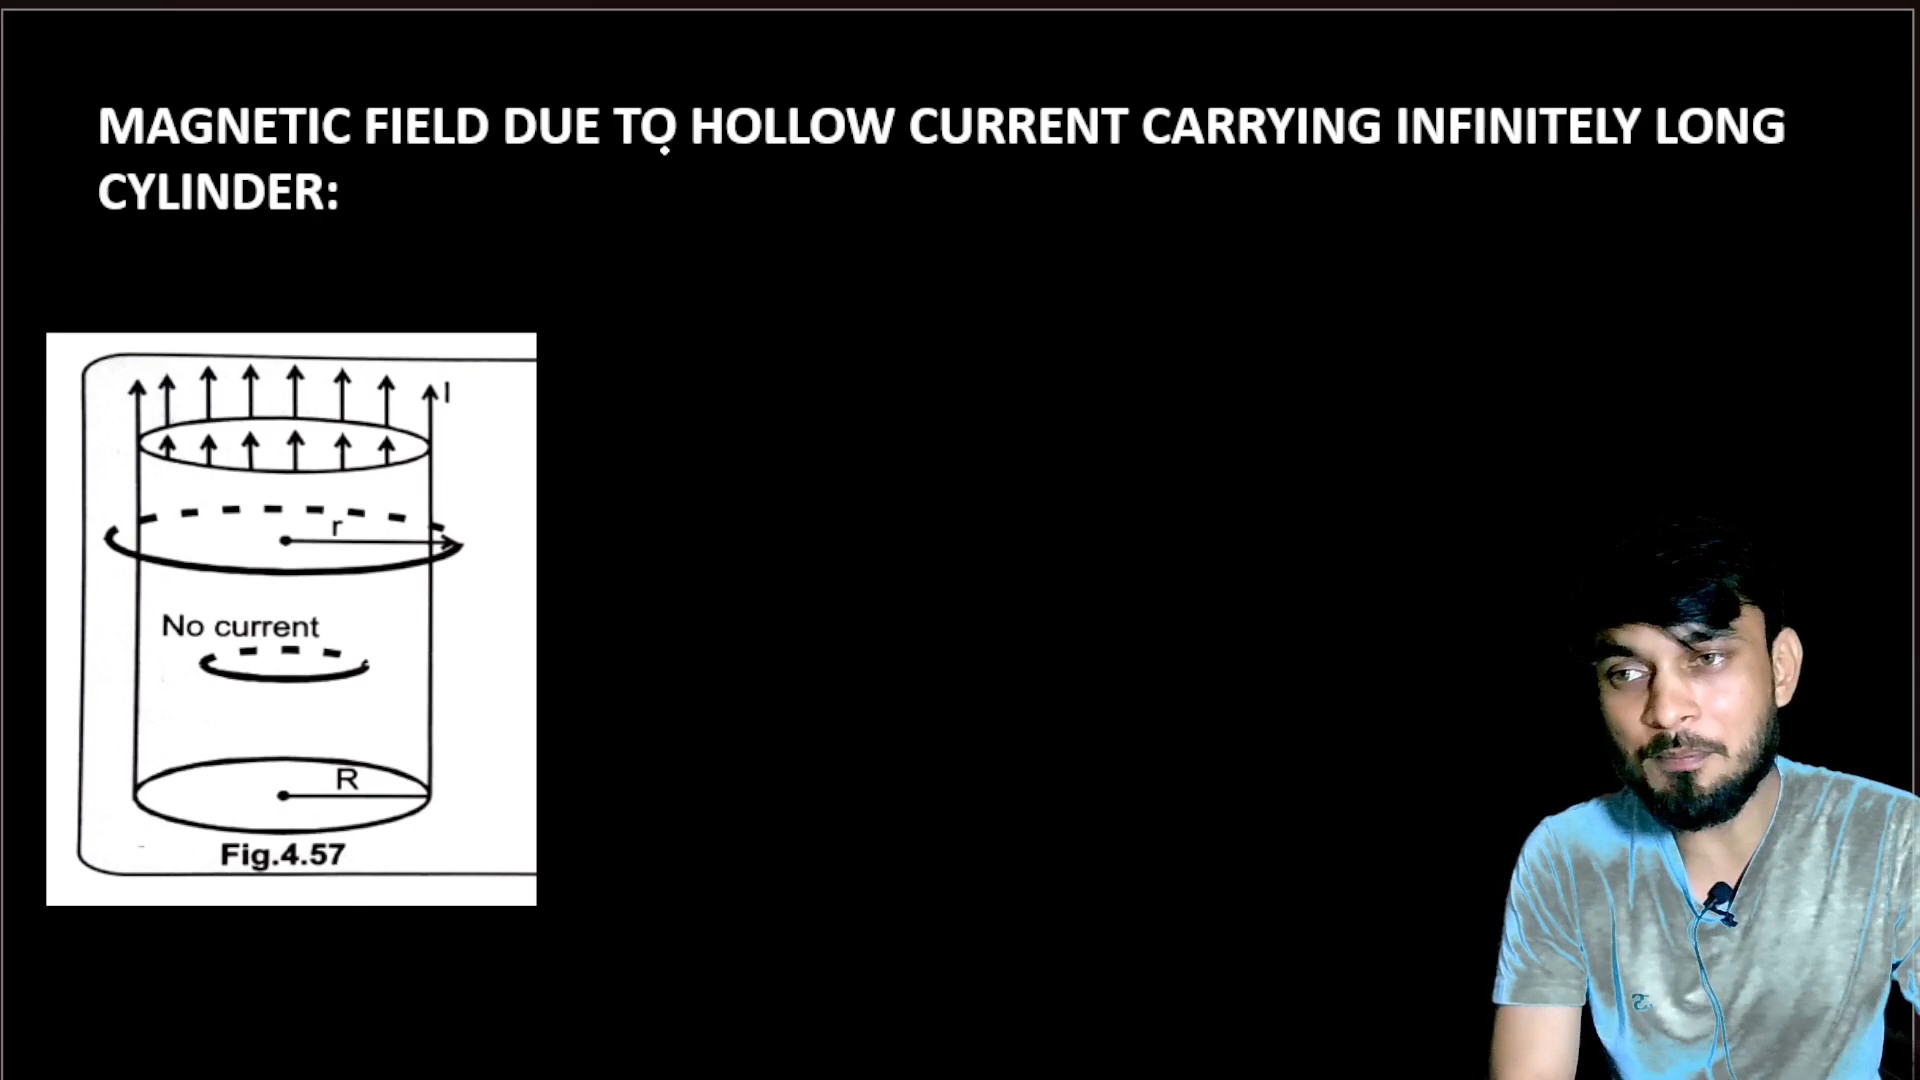 MAGNETIC FIELD DUE TO HOLLOW CURRENT CARRYING INFINITELY LONG
CYLINDER:
I
r
No current
R
Fig.4.57